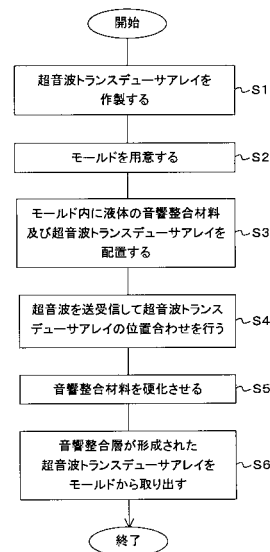 開始
超音波トランスデューサアレイを
作製する
S1
モールドを用意する
S2
モールド内に液体の音響整合材料
及び超音波トランスデューサアレイを
配置する
S3
超音波を送受信して超音波トランス
デューサアレイの位置合わせを行う
S4
音響整合材料を硬化させる
S5
音響整合層が形成された
超音波トランスデューサアレイを
モールドから取り出す
S6
終了